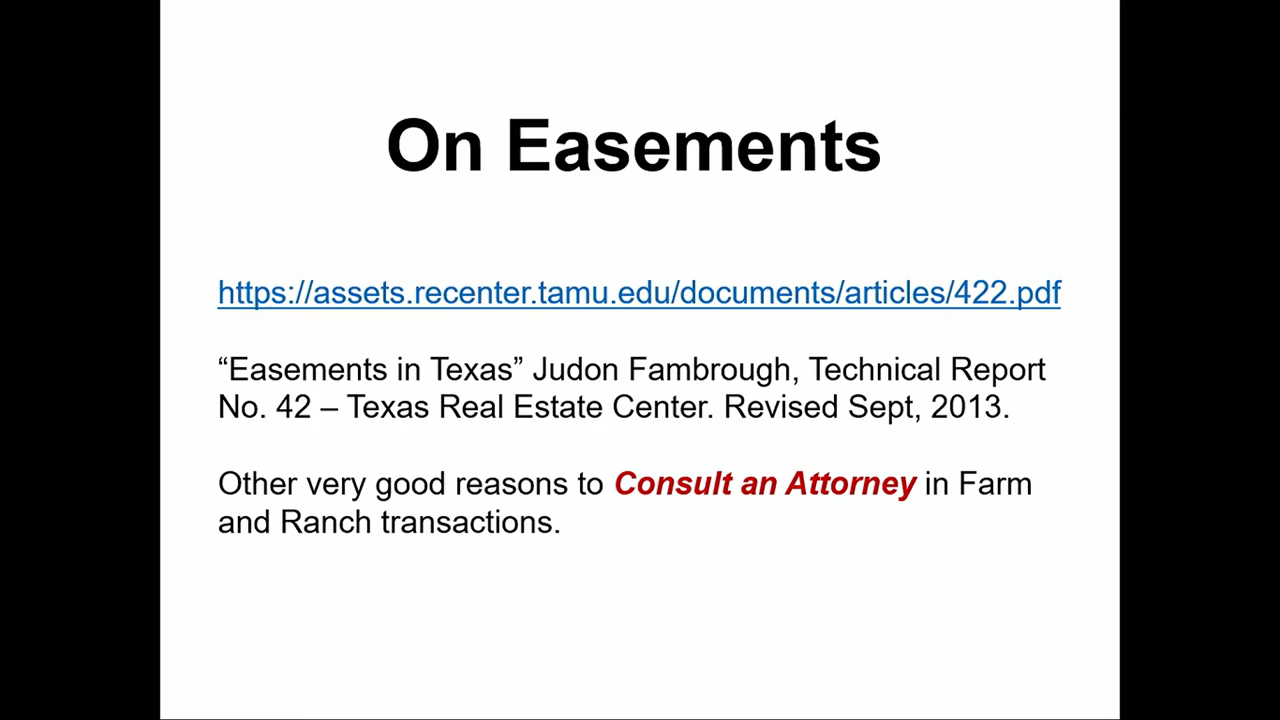 On Easements
https://assets.recenter.tamu.edu/documents/articles/422.pdf
“Easements in Texas” Judon Fambrough, Technical Report
No. 42 – Texas Real Estate Center. Revised Sept, 2013.
Other very good reasons to Consult an Attorney in Farm
and Ranch transactions.